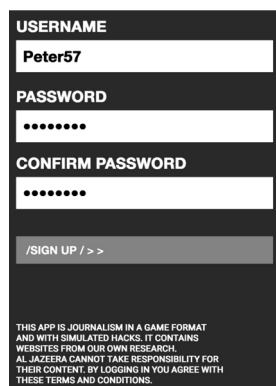 USERNAME
Peter57
PASSWORD
••••••••
CONFIRM PASSWORD
••••••••
/SIGN UP / > >
THIS APP IS JOURNALISM IN A GAME FORMAT
AND WITH SIMULATED HACKS. IT CONTAINS
WEBSITES FROM OUR OWN RESEARCH.
AL JAZEERA CANNOT TAKE RESPONSIBILITY FOR
THEIR CONTENT. BY LOGGING IN YOU AGREE WITH
THESE TERMS AND CONDITIONS.